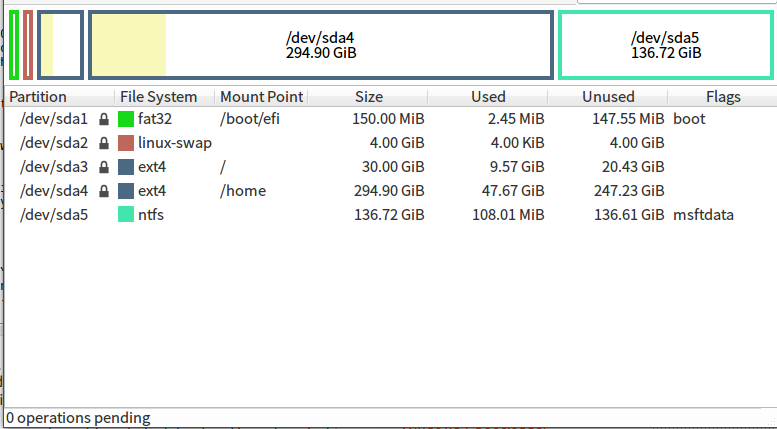 /dev/sda4
294.90 GiB
/dev/sda5
136.72 GiB
Partition File System Mount Point Size Used Unused Flags
/dev/sda1 fat32 /boot/efi 150.00 MiB 2.45 MiB 147.55 MiB boot
/dev/sda2 linux-swap 4.00 GiB 4.00 KiB 4.00 GiB
/dev/sda3 ext4 / 30.00 GiB 9.57 GiB 20.43 GiB
/dev/sda4 ext4 /home 294.90 GiB 47.67 GiB 247.23 GiB
/dev/sda5 ntfs 136.72 GiB 108.01 MiB 136.61 GiB msftdata
0 operations pending